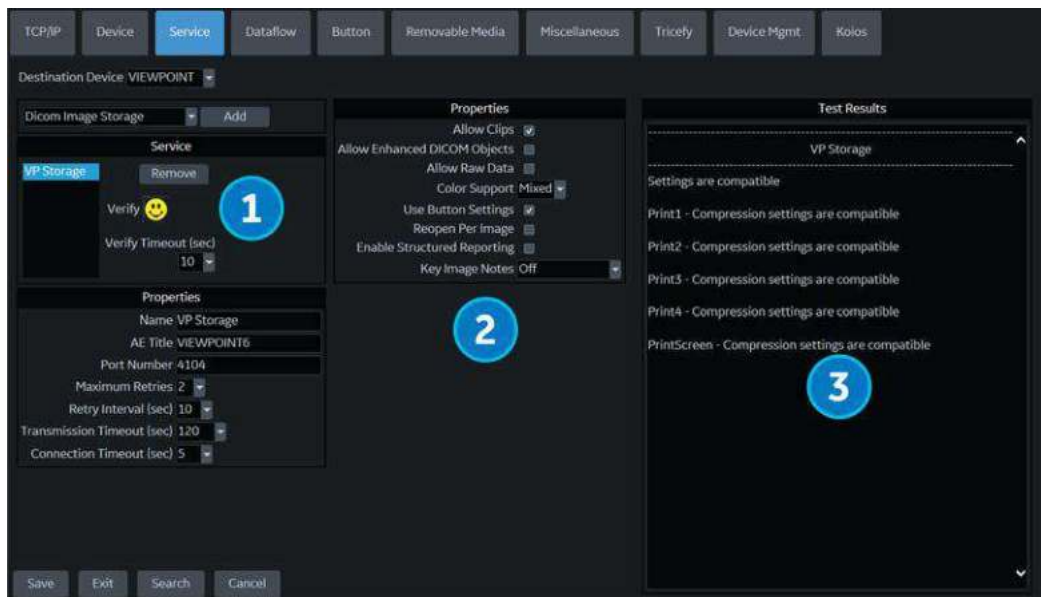 TCP/IP Device Service Dataflow Button Removable Media Miscellaneous Tricefy Device Mgmt Koios
Destination Device VIEWPOINT
Dicom Image Storage Add
Service
VP Storage Remove
Verify
1
Verify Timeout (sec)
10
Properties
Name VP Storage
AE Title VIEWPOINT6
Port Number 4104
Maximum Retries 2
Retry Interval (sec) 10
Transmission Timeout (sec) 120
Connection Timeout (sec) 5
Properties
Allow Clips
Allow Enhanced DICOM Objects
Allow Raw Data
Color Support Mixed
Use Button Settings
Reopen Per Image
Enable Structured Reporting
Key Image Notes Off
2
Test Results
VP Storage
Settings are compatible
Print1 - Compression settings are compatible
Print2 - Compression settings are compatible
Print3 - Compression settings are compatible
Print4 - Compression settings are compatible
PrintScreen - Compression settings are compatible
3
Save Exit Search Cancel